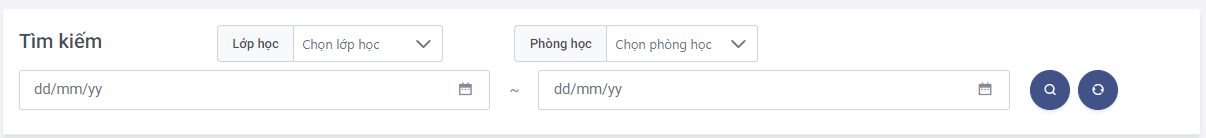 Tìm kiếm Lớp học Chọn lớp học Phòng học Chọn phòng học
dd/mm/yy ~ dd/mm/yy